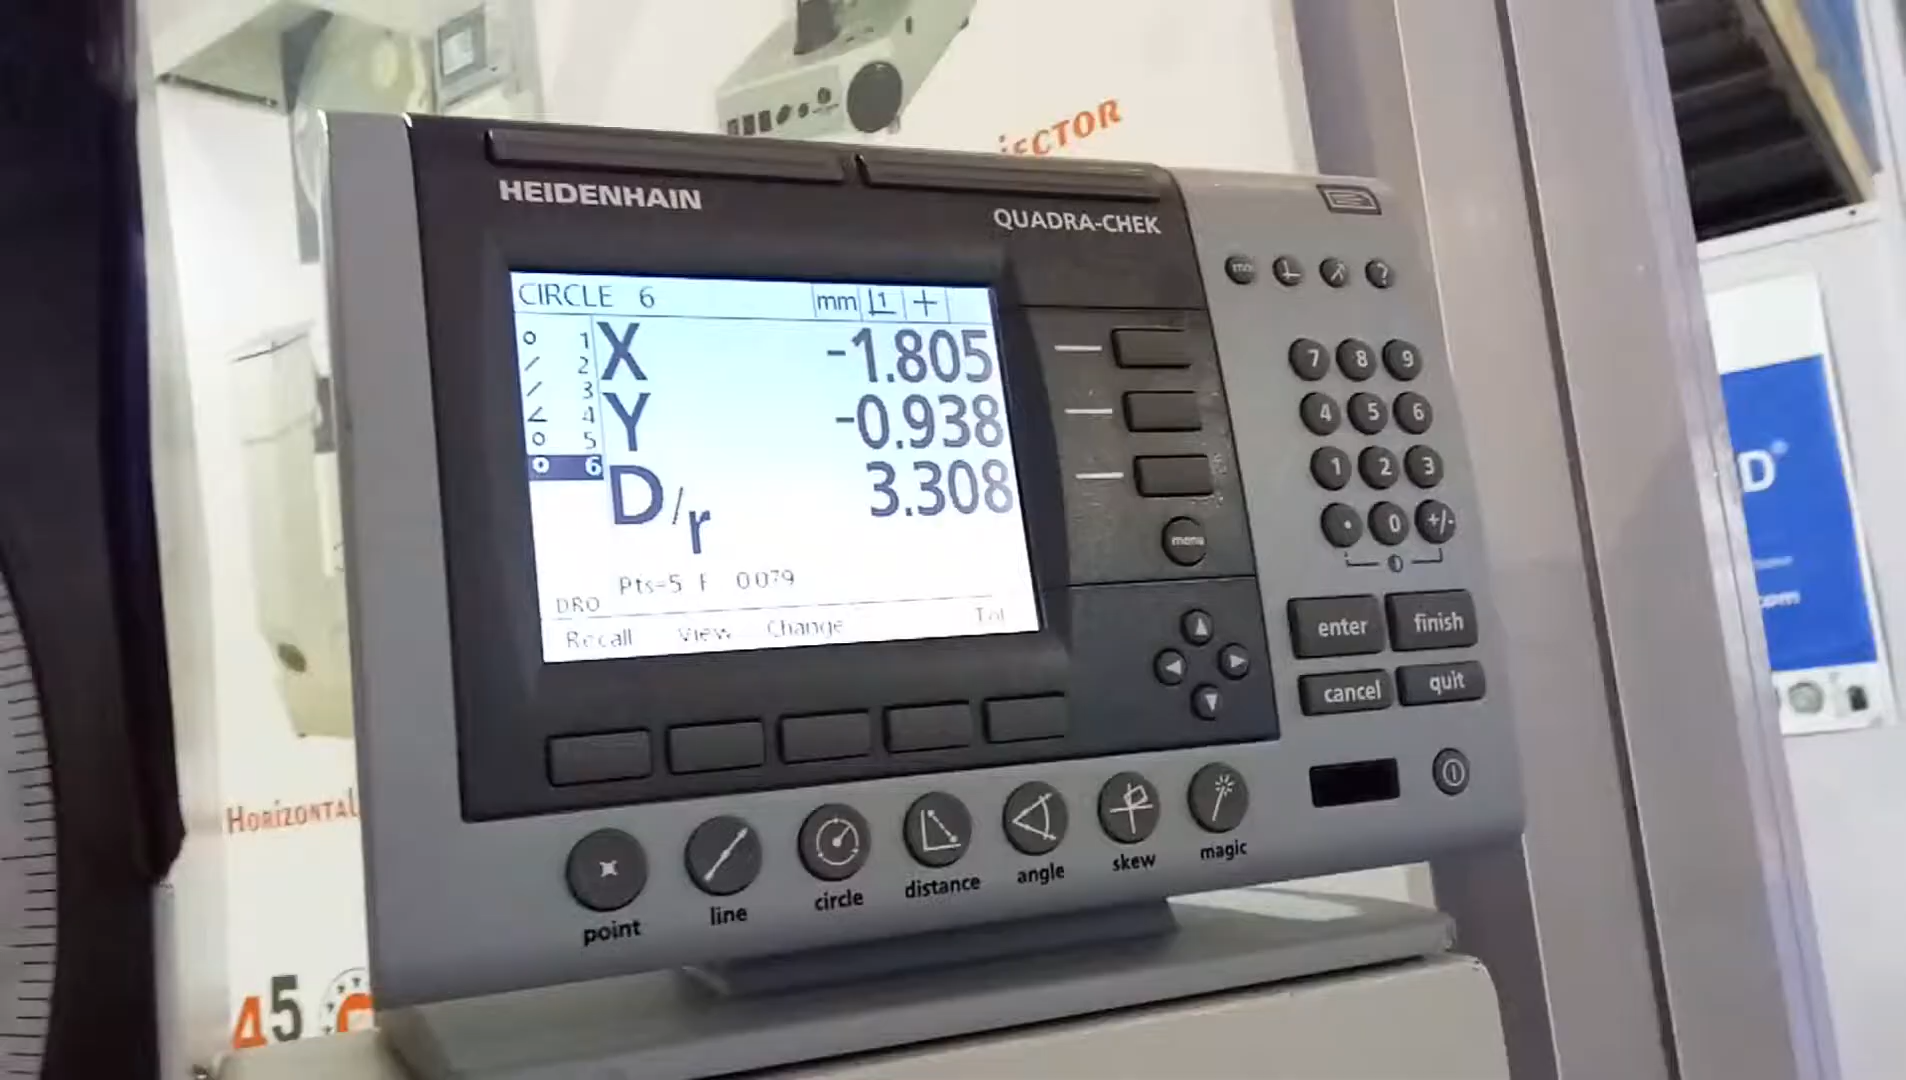 HEIDENHAIN
QUADRA-CHEK
CIRCLE 6
mm 1
1
2
3
4
5
6
X -1.805
Y -0.938
D/r 3.308
Pts=5 F 0.079
DRO
Recall View Change Tol
menu
?
7 8 9
4 5 6
1 2 3
. 0 +/-
enter finish
cancel quit
point line circle distance angle skew magic
HORiZONTAL
45
D®
.com